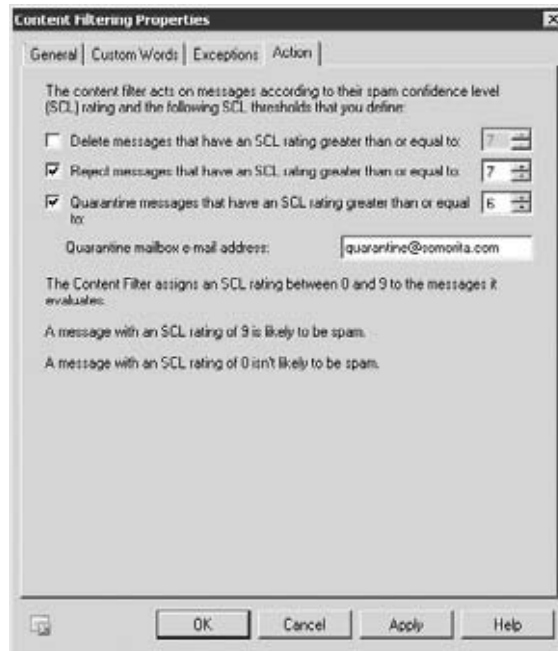 Content Filtering Properties
General Custom Words Exceptions Action
The content filter acts on messages according to their spam confidence level
(SCL) rating and the following SCL thresholds that you define:
Delete messages that have an SCL rating greater than or equal to: 7
Reject messages that have an SCL rating greater than or equal to: 7
Quarantine messages that have an SCL rating greater than or equal 6
to:
Quarantine mailbox e-mail address: quarantine@somorita.com
The Content Filter assigns an SCL rating between 0 and 9 to the messages it
evaluates.
A message with an SCL rating of 9 is likely to be spam.
A message with an SCL rating of 0 isn't likely to be spam.
OK Cancel Apply Help